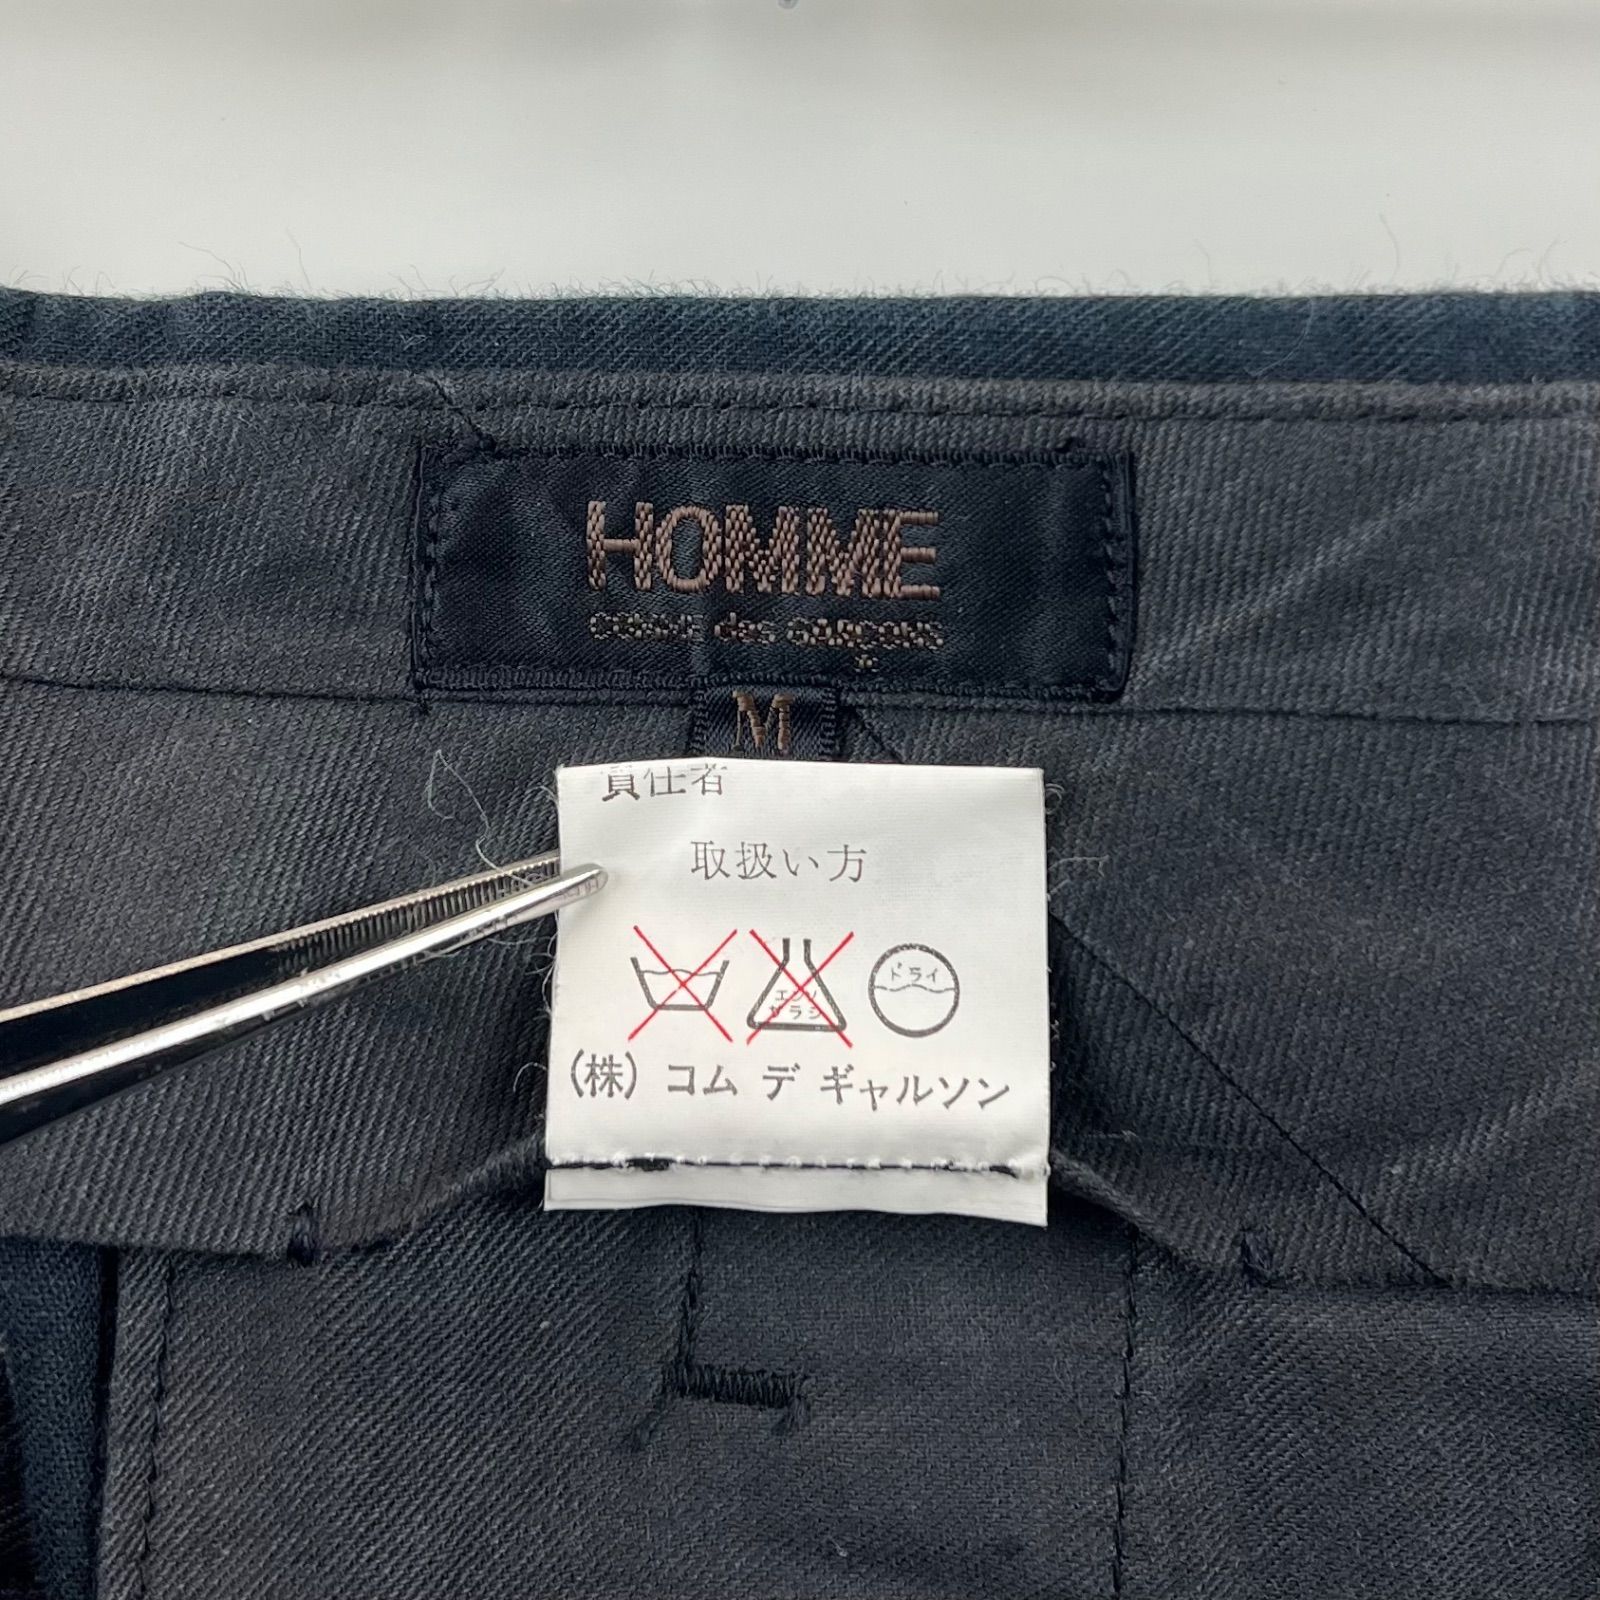 HOMME
COMME des GARÇONS
M
責任者
取扱い方
エンソ
サラシ
ドライ
(株) コム デ ギャルソン